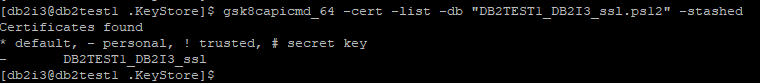 [db2i3@db2test1 .KeyStore]$ gsk8capicmd_64 -cert -list -db "DB2TEST1_DB2I3_ssl.ps12" -stashed
Certificates found
* default, - personal, ! trusted, # secret key
-       DB2TEST1_DB2I3_ssl
[db2i3@db2test1 .KeyStore]$